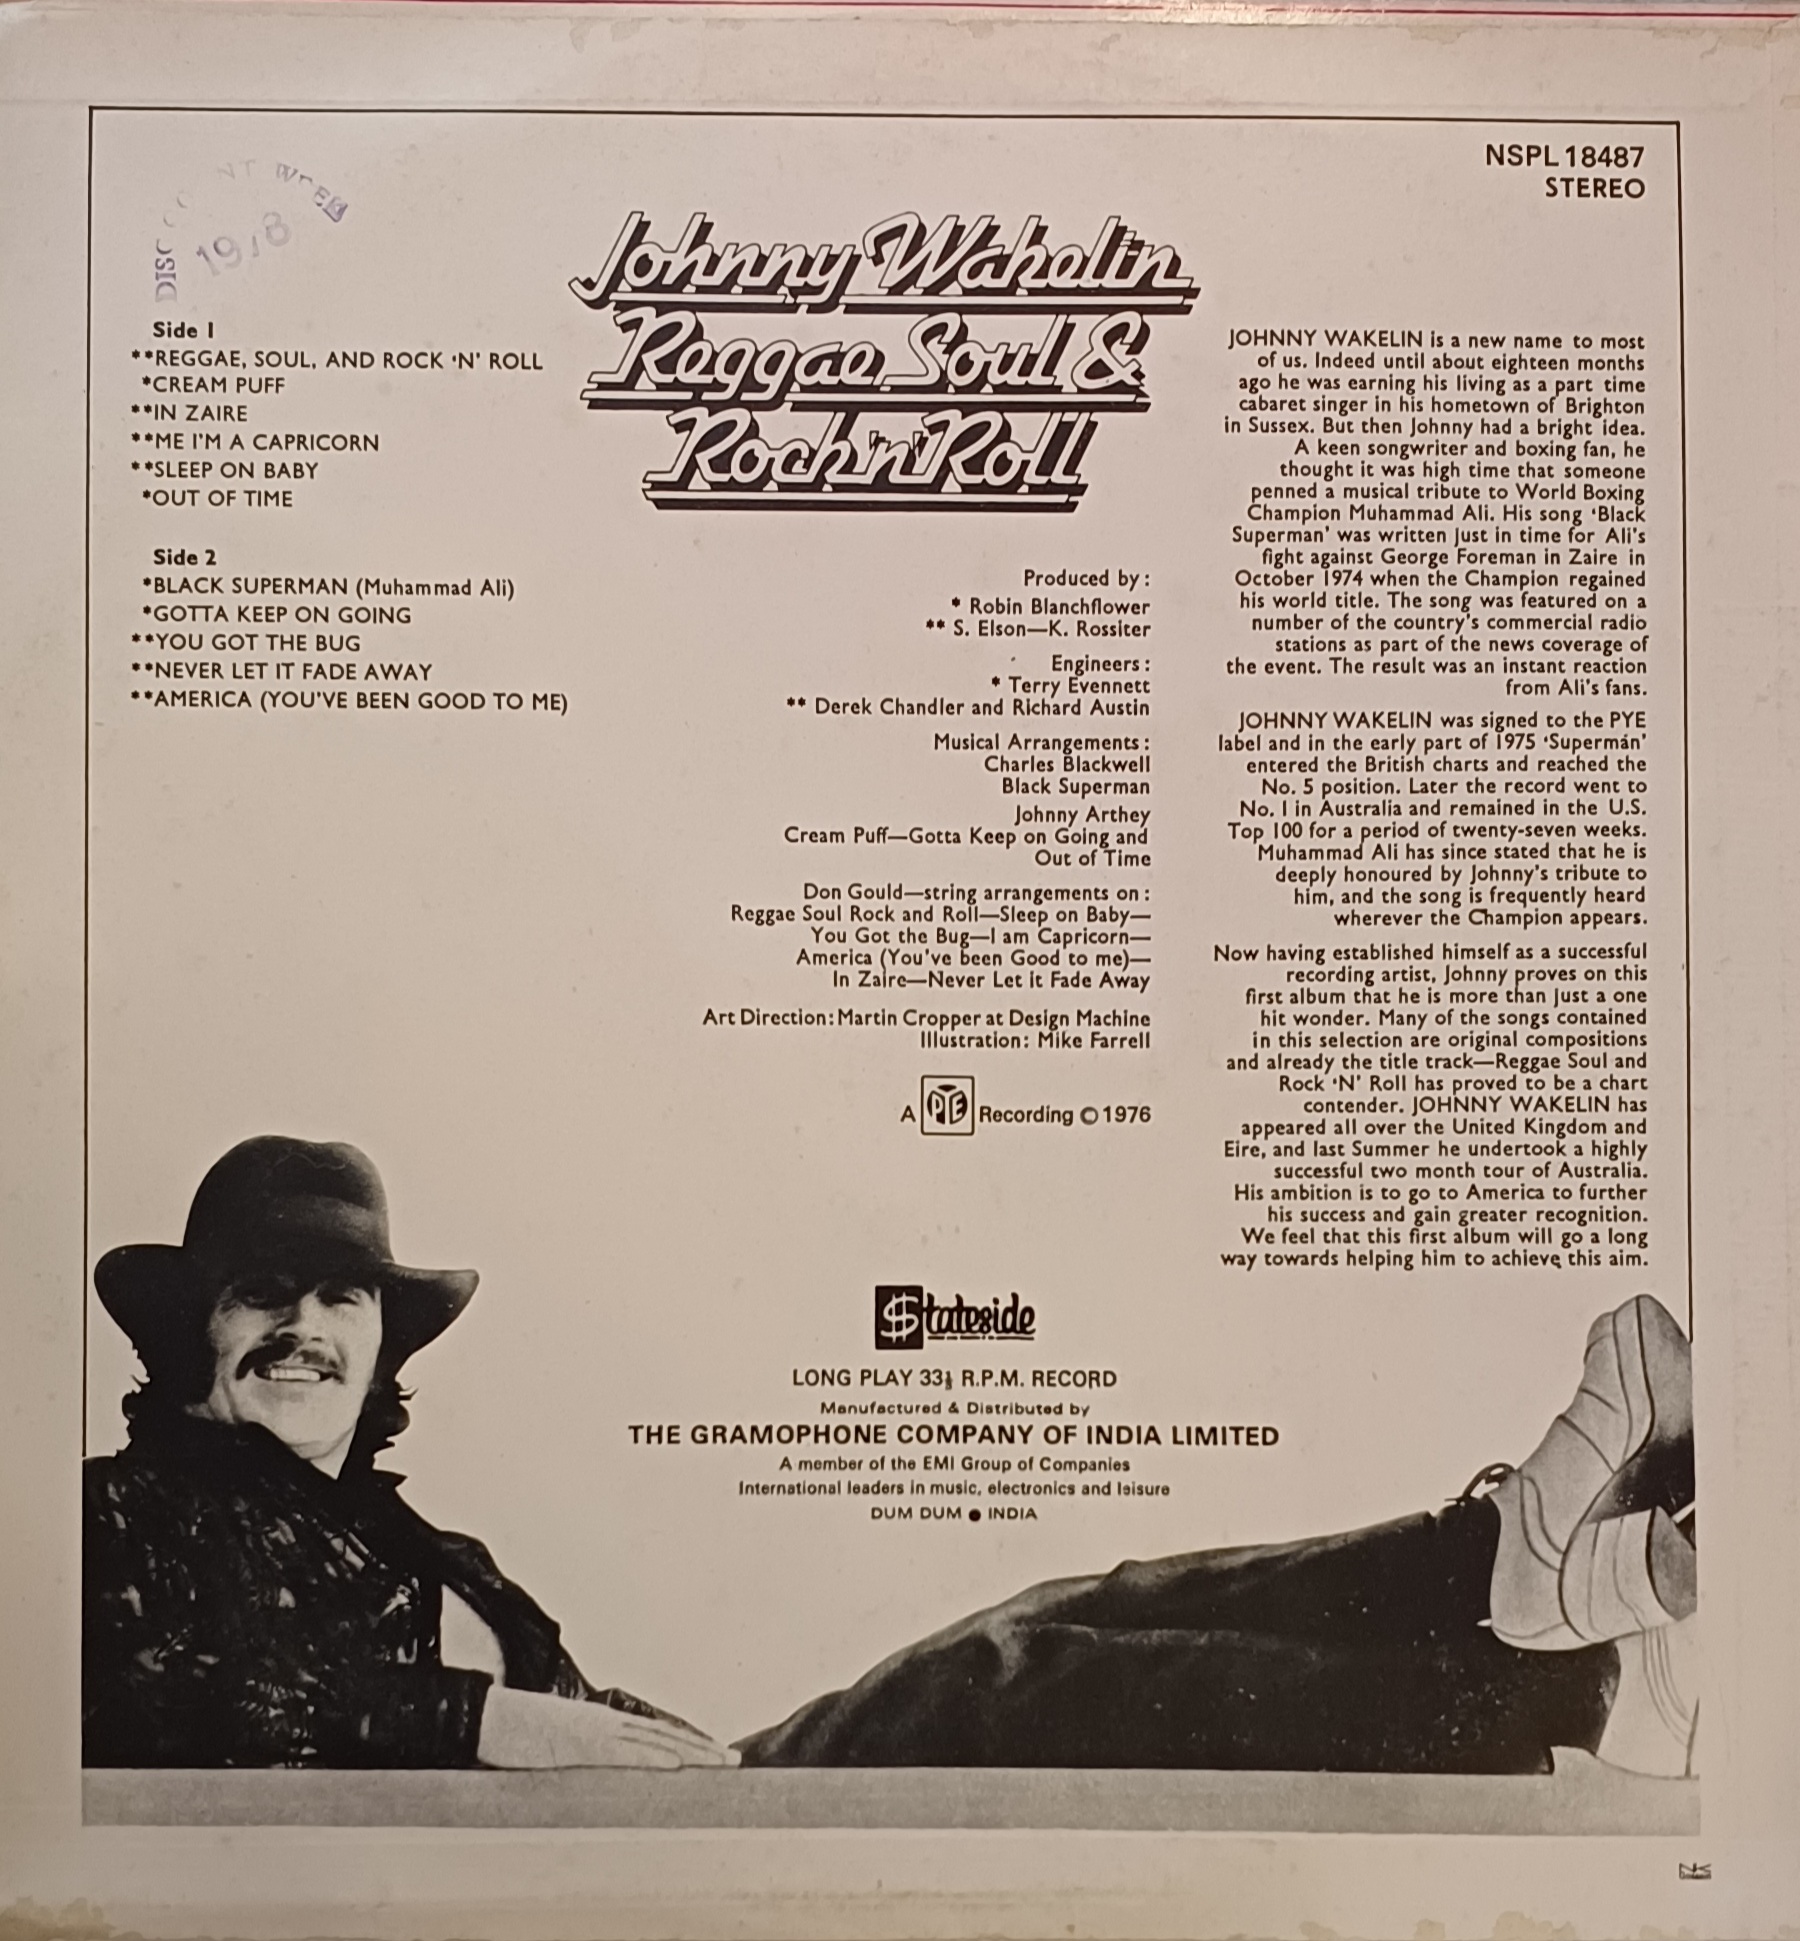 NSPL 18487
STEREO
1978
Johnny Wakelin
Reggae, Soul &
Rock 'n' Roll
Side 1
**REGGAE, SOUL, AND ROCK 'N' ROLL
*CREAM PUFF
**IN ZAIRE
**ME I'M A CAPRICORN
**SLEEP ON BABY
*OUT OF TIME
Side 2
*BLACK SUPERMAN (Muhammad Ali)
*GOTTA KEEP ON GOING
**YOU GOT THE BUG
**NEVER LET IT FADE AWAY
**AMERICA (YOU'VE BEEN GOOD TO ME)
Produced by :
* Robin Blanchflower
** S. Elson—K. Rossiter
Engineers :
* Terry Evennett
** Derek Chandler and Richard Austin
Musical Arrangements :
Charles Blackwell
Black Superman
Johnny Arthey
Cream Puff—Gotta Keep on Going and
Out of Time
Don Gould—string arrangements on :
Reggae Soul Rock and Roll—Sleep on Baby—
You Got the Bug—I am Capricorn—
America (You've been Good to me)—
In Zaire—Never Let it Fade Away
Art Direction: Martin Cropper at Design Machine
Illustration: Mike Farrell
A PYE Recording © 1976
JOHNNY WAKELIN is a new name to most
of us. Indeed until about eighteen months
ago he was earning his living as a part time
cabaret singer in his hometown of Brighton
in Sussex. But then Johnny had a bright idea.
A keen songwriter and boxing fan, he
thought it was high time that someone
penned a musical tribute to World Boxing
Champion Muhammad Ali. His song 'Black
Superman' was written just in time for Ali's
fight against George Foreman in Zaire in
October 1974 when the Champion regained
his world title. The song was featured on a
number of the country's commercial radio
stations as part of the news coverage of
the event. The result was an instant reaction
from Ali's fans.
JOHNNY WAKELIN was signed to the PYE
label and in the early part of 1975 'Superman'
entered the British charts and reached the
No. 5 position. Later the record went to
No. 1 in Australia and remained in the U.S.
Top 100 for a period of twenty-seven weeks.
Muhammad Ali has since stated that he is
deeply honoured by Johnny's tribute to
him, and the song is frequently heard
wherever the Champion appears.
Now having established himself as a successful
recording artist, Johnny proves on this
first album that he is more than just a one
hit wonder. Many of the songs contained
in this selection are original compositions
and already the title track—Reggae Soul and
Rock 'N' Roll has proved to be a chart
contender. JOHNNY WAKELIN has
appeared all over the United Kingdom and
Eire, and last Summer he undertook a highly
successful two month tour of Australia.
His ambition is to go to America to further
his success and gain greater recognition.
We feel that this first album will go a long
way towards helping him to achieve this aim.
$tateside
LONG PLAY 33⅓ R.P.M. RECORD
Manufactured & Distributed by
THE GRAMOPHONE COMPANY OF INDIA LIMITED
A member of the EMI Group of Companies
International leaders in music, electronics and leisure
DUM DUM ● INDIA